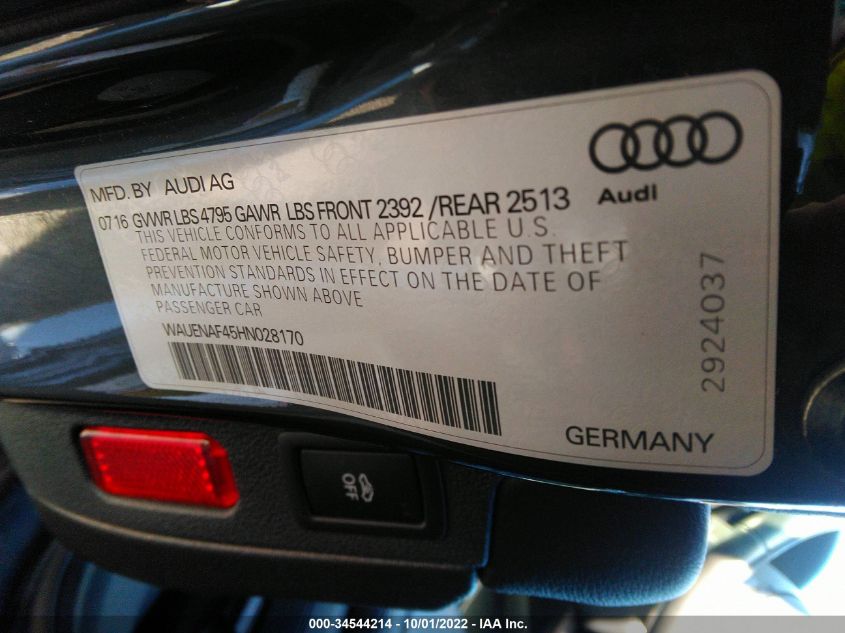 MFD. BY AUDI AG
Audi
0716 GVWR LBS 4795 GAWR LBS FRONT 2392 /REAR 2513
THIS VEHICLE CONFORMS TO ALL APPLICABLE U.S.
FEDERAL MOTOR VEHICLE SAFETY, BUMPER AND THEFT
PREVENTION STANDARDS IN EFFECT ON THE DATE OF
MANUFACTURE SHOWN ABOVE
PASSENGER CAR
WAUENAF45HN028170
2924037
GERMANY
OFF
000-34544214 - 10/01/2022 - IAA Inc.